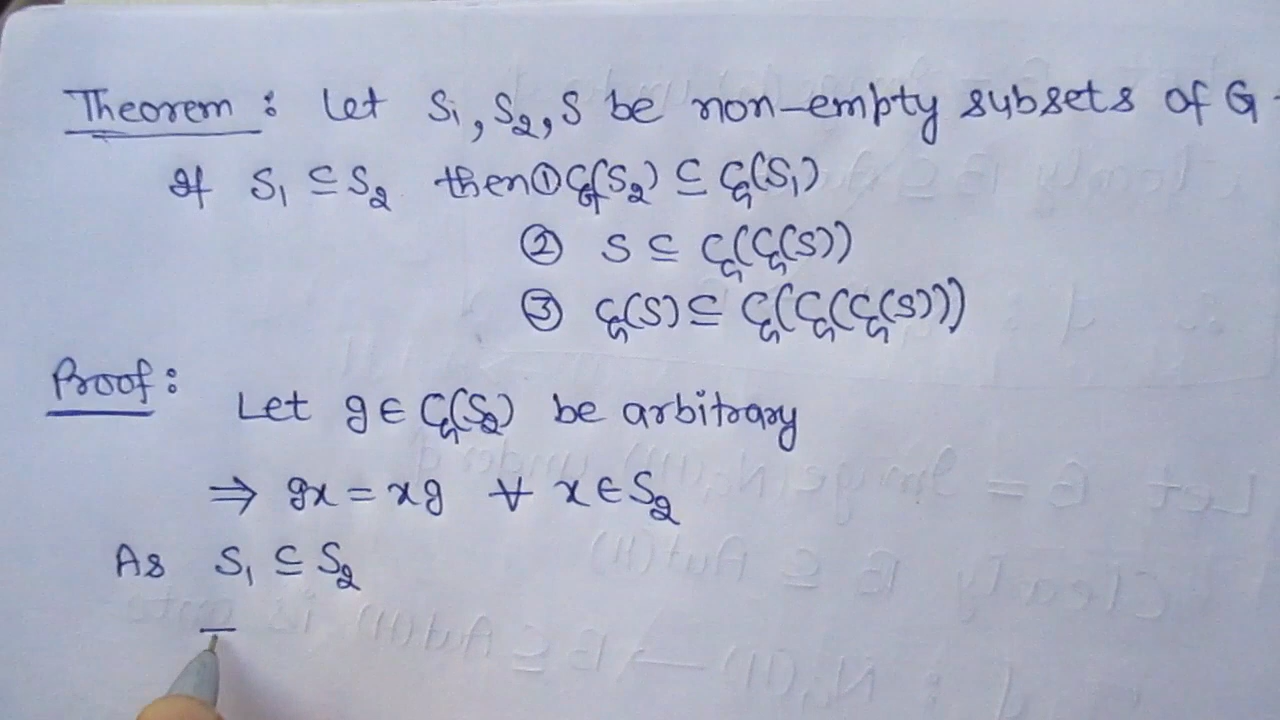 Theorem : Let S₁, S₂, S be non-empty subsets of G.
If S₁ ⊆ S₂ then ① C_G(S₂) ⊆ C_G(S₁)
② S ⊆ C_G(C_G(S))
③ C_G(S) ⊆ C_G(C_G(C_G(S)))
Proof :
Let g ∈ C_G(S₂) be arbitrary
⇒ gx = xg ∀ x ∈ S₂
As S₁ ⊆ S₂